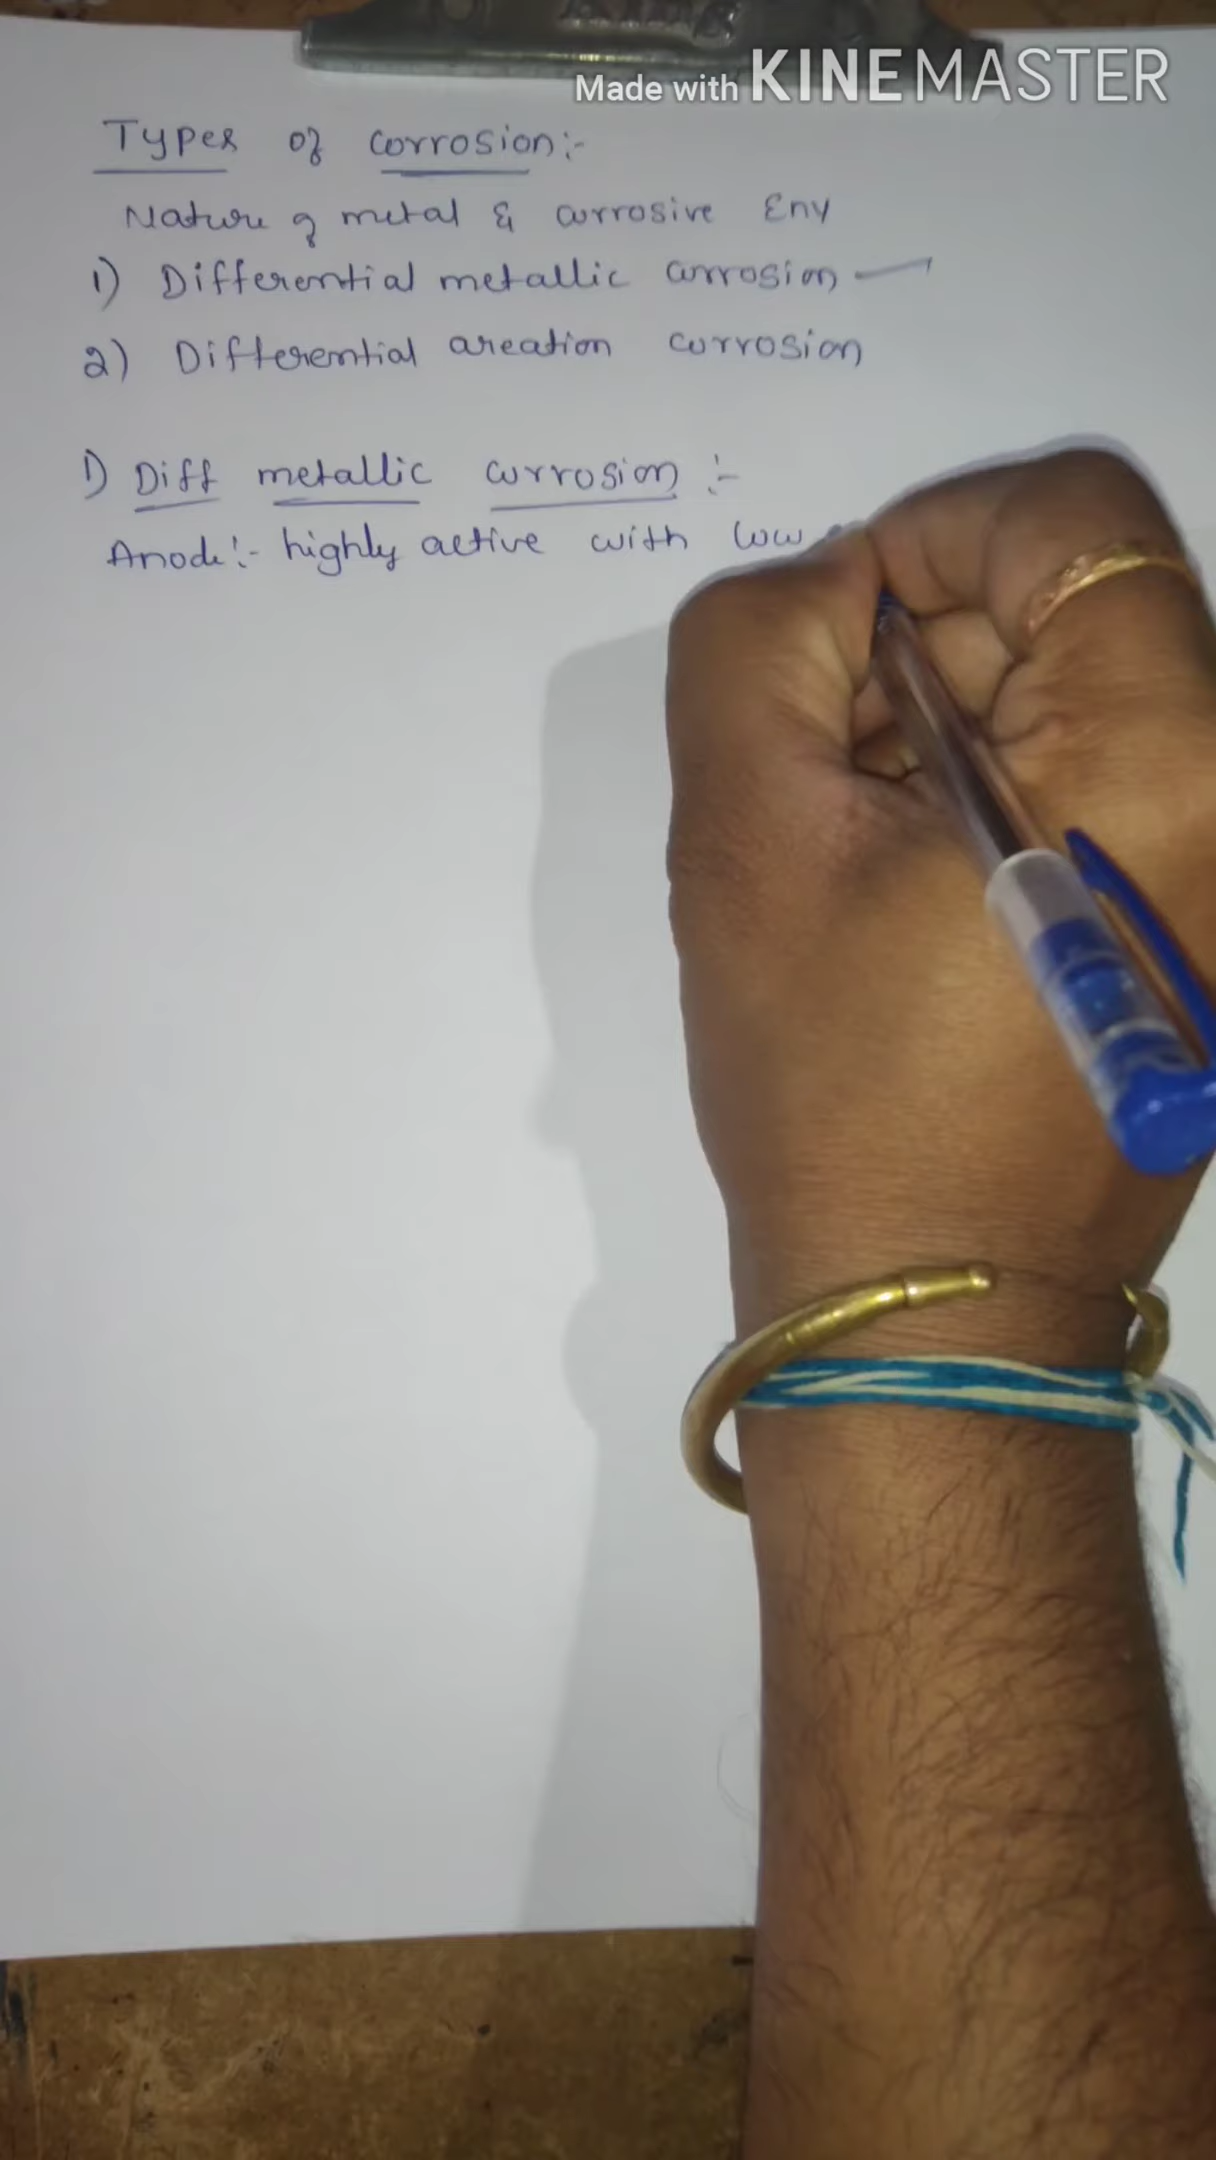 Made with KINEMASTER
Types of corrosion:-
Nature of metal & corrosive Env
1) Differential metallic corrosion —
2) Differential areation corrosion
1) Diff metallic corrosion :-
Anode:- highly active with low